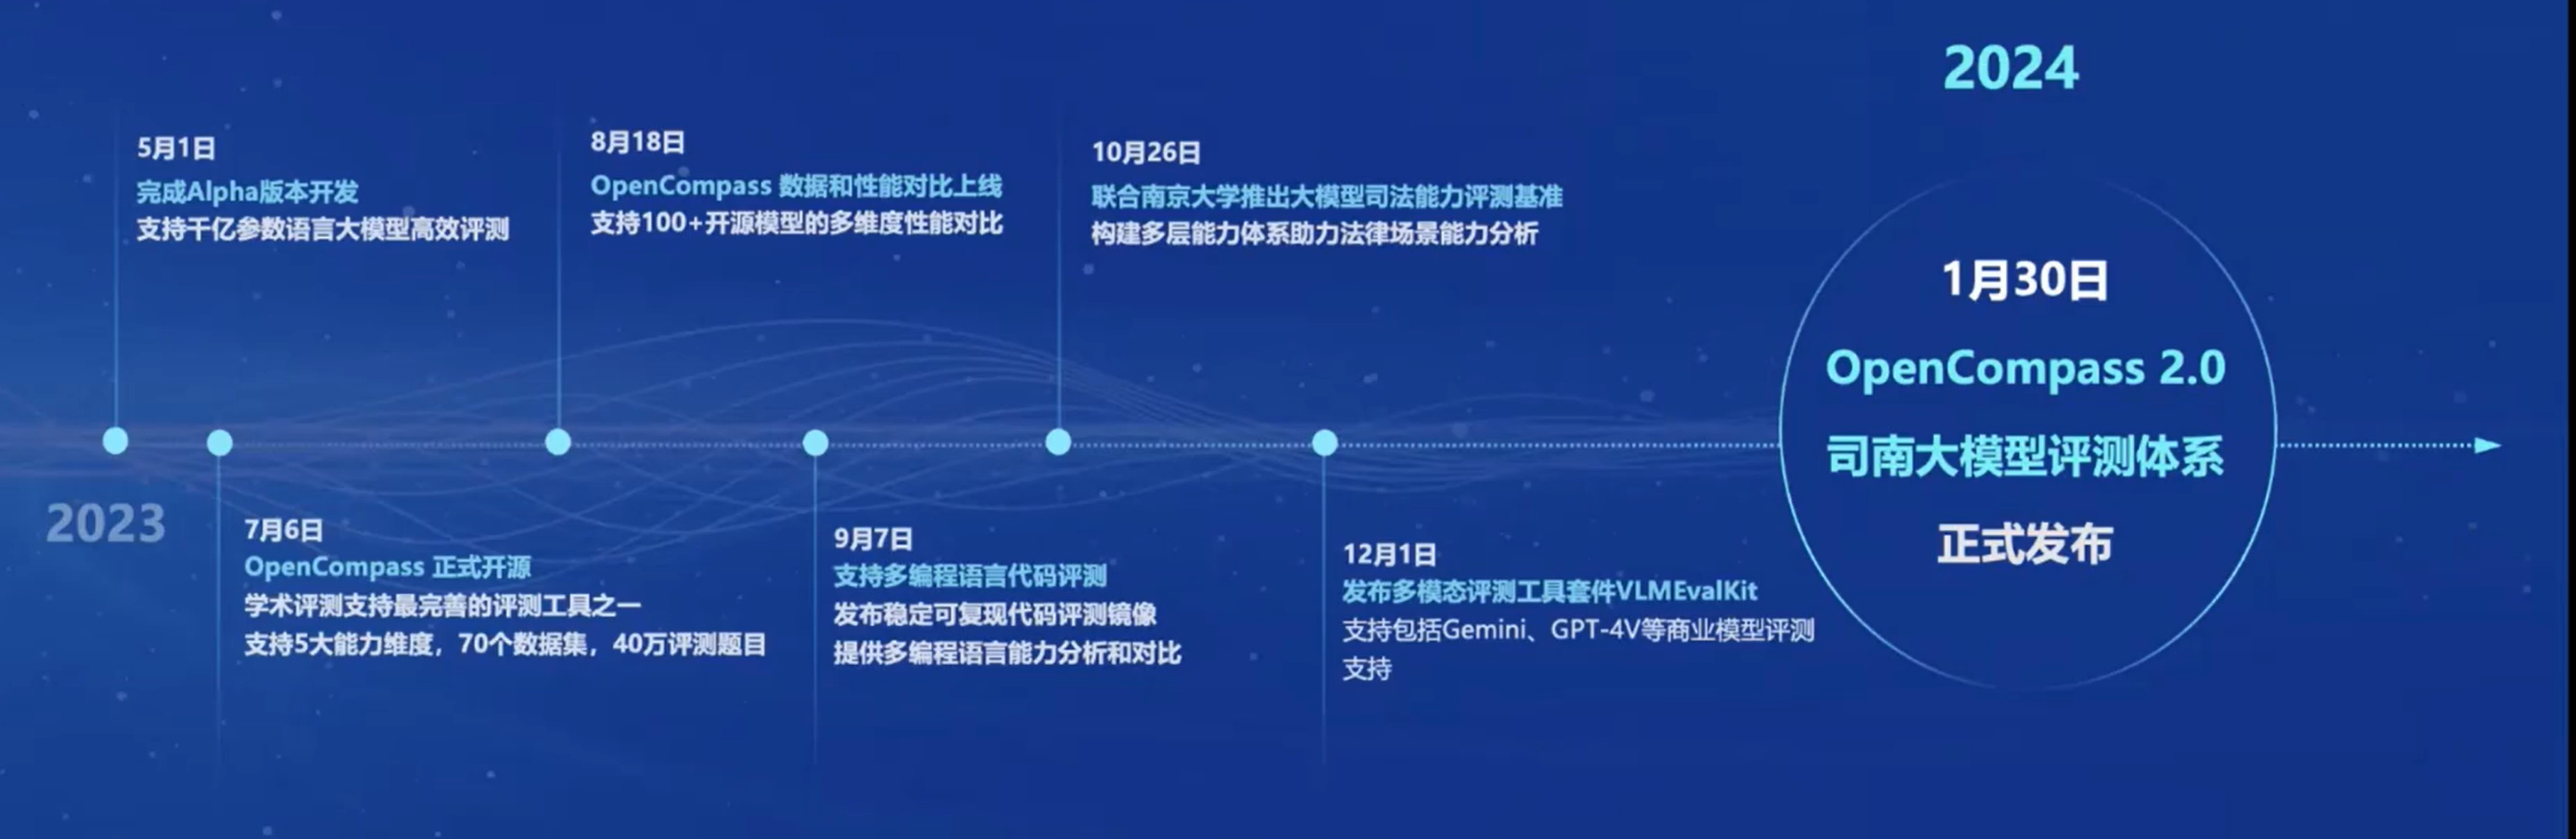 2024
5月1日
完成Alpha版本开发
支持千亿参数语言大模型高效评测
8月18日
OpenCompass 数据和性能对比上线
支持100+开源模型的多维度性能对比
10月26日
联合南京大学推出大模型司法能力评测基准
构建多层能力体系助力法律场景能力分析
1月30日
OpenCompass 2.0
司南大模型评测体系
正式发布
2023
7月6日
OpenCompass 正式开源
学术评测支持最完善的评测工具之一
支持5大能力维度，70个数据集，40万评测题目
9月7日
支持多编程语言代码评测
发布稳定可复现代码评测镜像
提供多编程语言能力分析和对比
12月1日
发布多模态评测工具套件VLMEvalKit
支持包括Gemini、GPT-4V等商业模型评测
支持